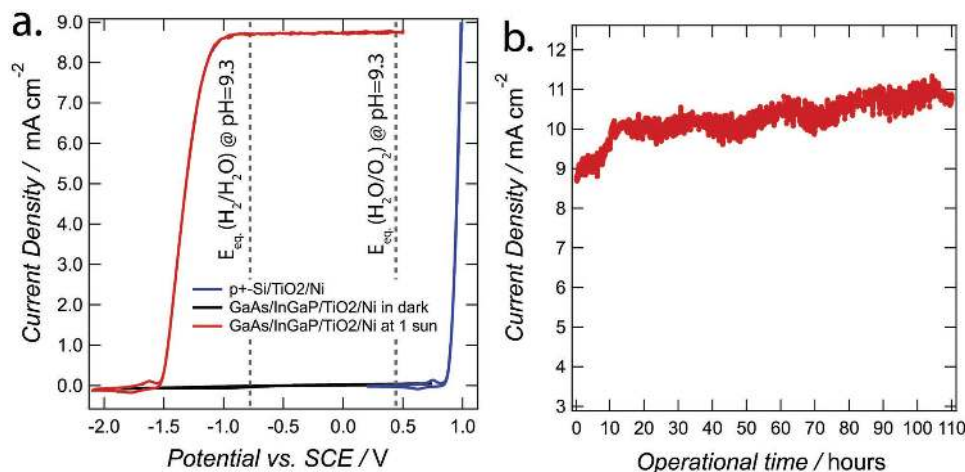 a.
9.0
8.0
7.0
6.0
5.0
4.0
3.0
2.0
1.0
0.0
Current Density / mA cm⁻²
E_eq. (H₂/H₂O) @ pH=9.3
E_eq. (H₂O/O₂) @ pH=9.3
p+-Si/TiO2/Ni
GaAs/InGaP/TiO2/Ni in dark
GaAs/InGaP/TiO2/Ni at 1 sun
-2.0 -1.5 -1.0 -0.5 0.0 0.5 1.0
Potential vs. SCE / V
b.
12
11
10
9
8
7
6
5
4
3
Current Density / mA cm⁻²
0 10 20 30 40 50 60 70 80 90 100 110
Operational time / hours